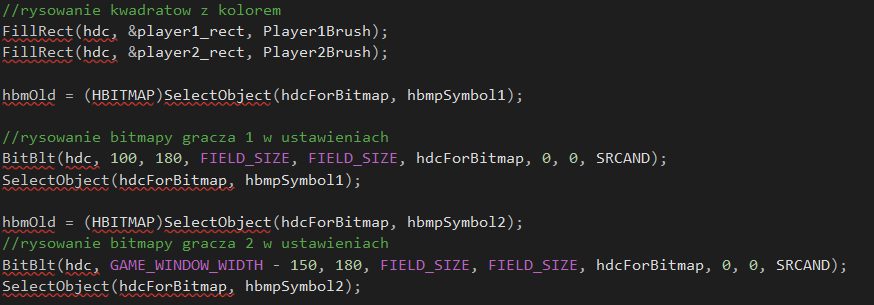 //rysowanie kwadratow z kolorem
FillRect(hdc, &player1_rect, Player1Brush);
FillRect(hdc, &player2_rect, Player2Brush);
hbmOld = (HBITMAP)SelectObject(hdcForBitmap, hbmpSymbol1);
//rysowanie bitmapy gracza 1 w ustawieniach
BitBlt(hdc, 100, 180, FIELD_SIZE, FIELD_SIZE, hdcForBitmap, 0, 0, SRCAND);
SelectObject(hdcForBitmap, hbmpSymbol1);
hbmOld = (HBITMAP)SelectObject(hdcForBitmap, hbmpSymbol2);
//rysowanie bitmapy gracza 2 w ustawieniach
BitBlt(hdc, GAME_WINDOW_WIDTH - 150, 180, FIELD_SIZE, FIELD_SIZE, hdcForBitmap, 0, 0, SRCAND);
SelectObject(hdcForBitmap, hbmpSymbol2);